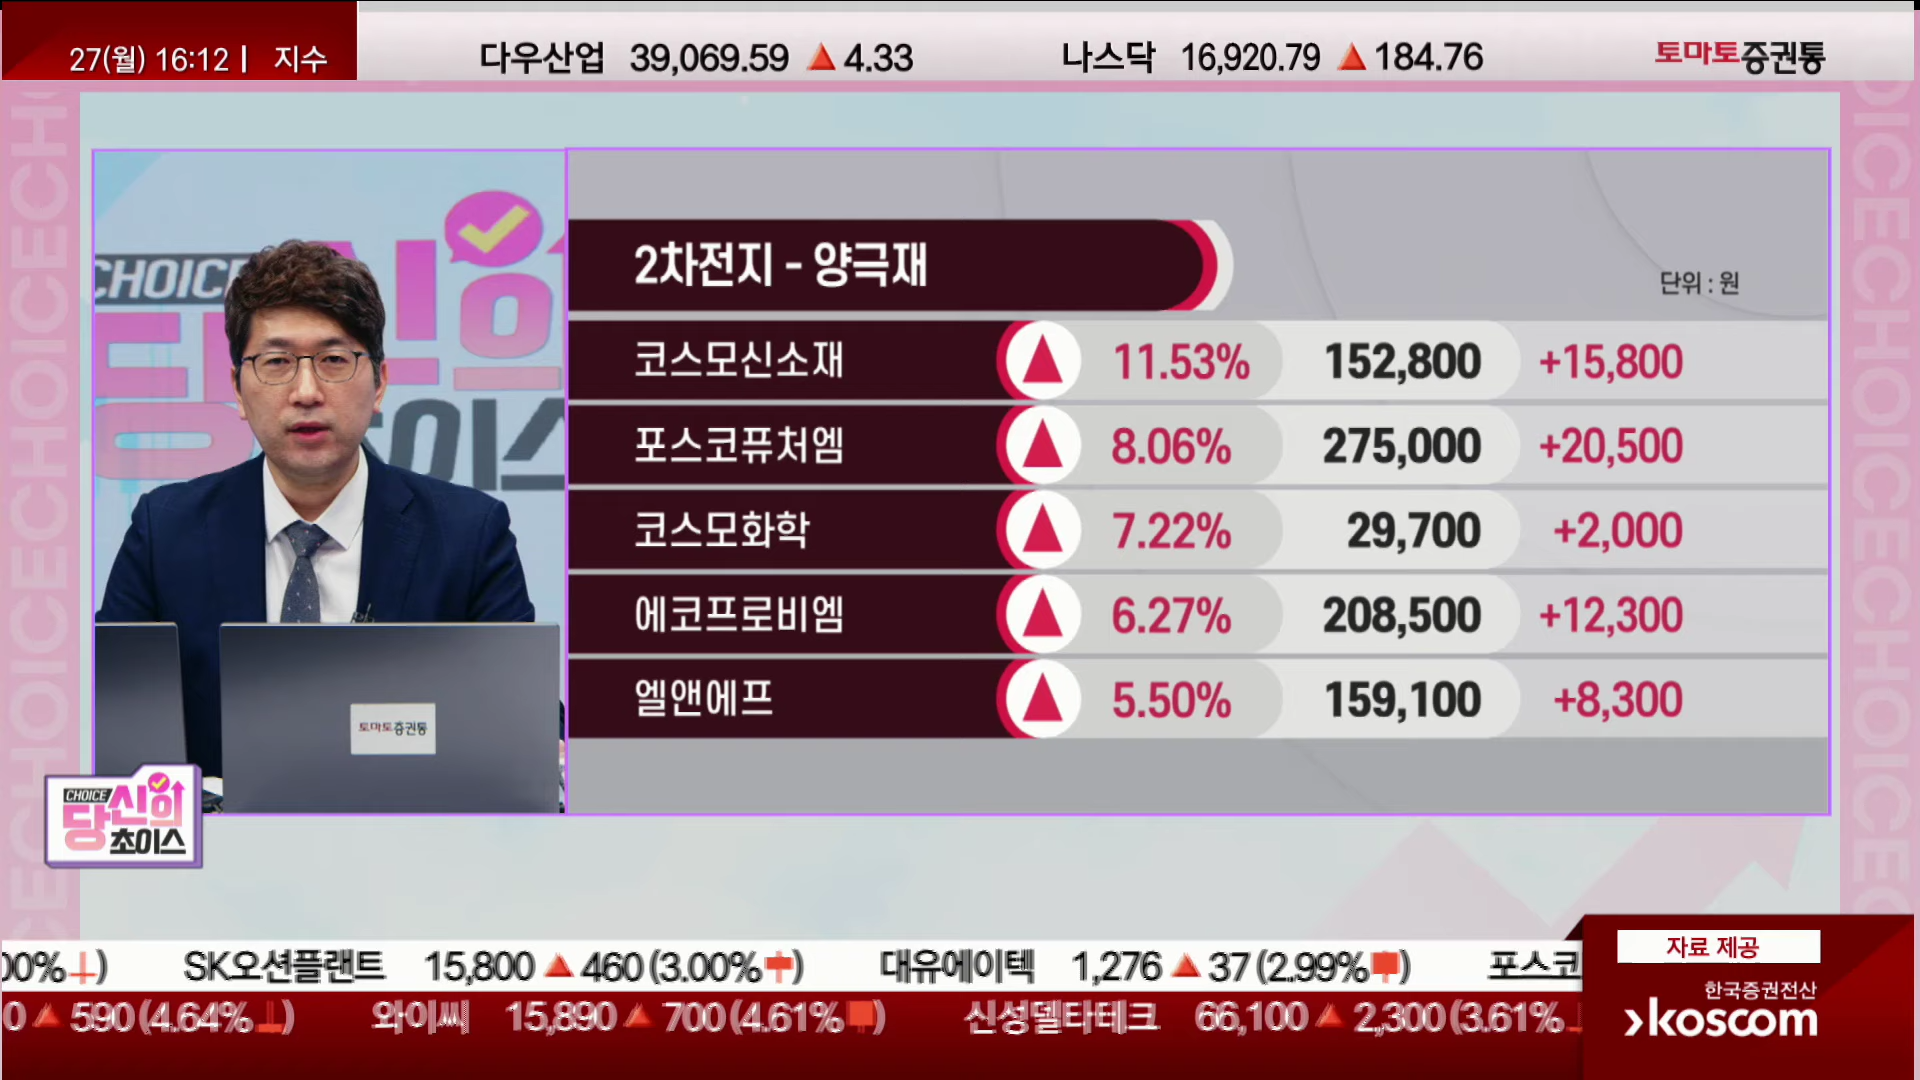 27(월) 16:12 | 지수
다우산업 39,069.59 ▲ 4.33 나스닥 16,920.79 ▲ 184.76
토마토증권통
CHOICE
당신의
초이스
2차전지 - 양극재
단위 : 원
코스모신소재 ▲ 11.53% 152,800 +15,800
포스코퓨처엠 ▲ 8.06% 275,000 +20,500
코스모화학 ▲ 7.22% 29,700 +2,000
에코프로비엠 ▲ 6.27% 208,500 +12,300
엘앤에프 ▲ 5.50% 159,100 +8,300
토마토증권통
CHOICE
당신의
초이스
00% ) SK오션플랜트 15,800 ▲ 460 (3.00% ) 대유에이텍 1,276 ▲ 37 (2.99% ) 포스코
0 ▲ 590 (4.64% ) 와이씨 15,890 ▲ 700 (4.61% ) 신성델타테크 66,100 ▲ 2,300 (3.61%
자료 제공
한국증권전산
koscom